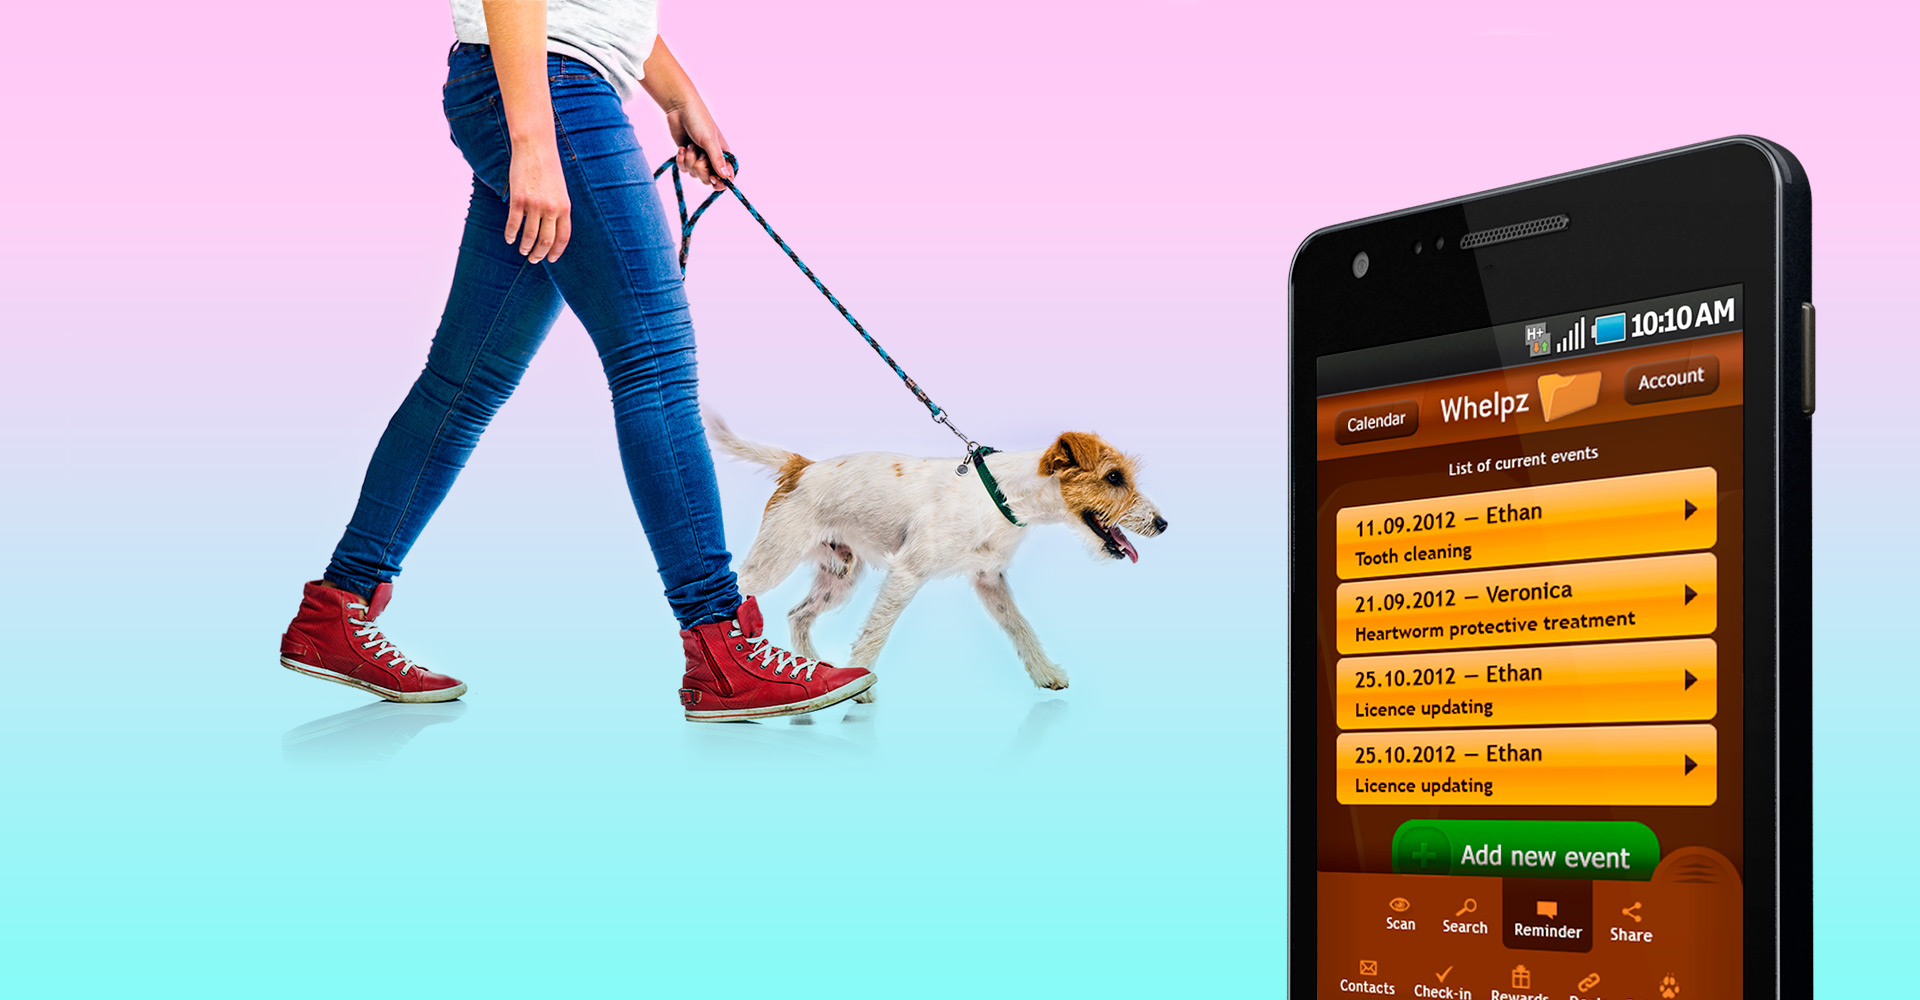 H+
10:10 AM
Calendar
Whelpz
Account
List of current events
11.09.2012 – Ethan
Tooth cleaning
21.09.2012 – Veronica
Heartworm protective treatment
25.10.2012 – Ethan
Licence updating
25.10.2012 – Ethan
Licence updating
Add new event
Scan
Search
Reminder
Share
Contacts
Check-in
Rewards